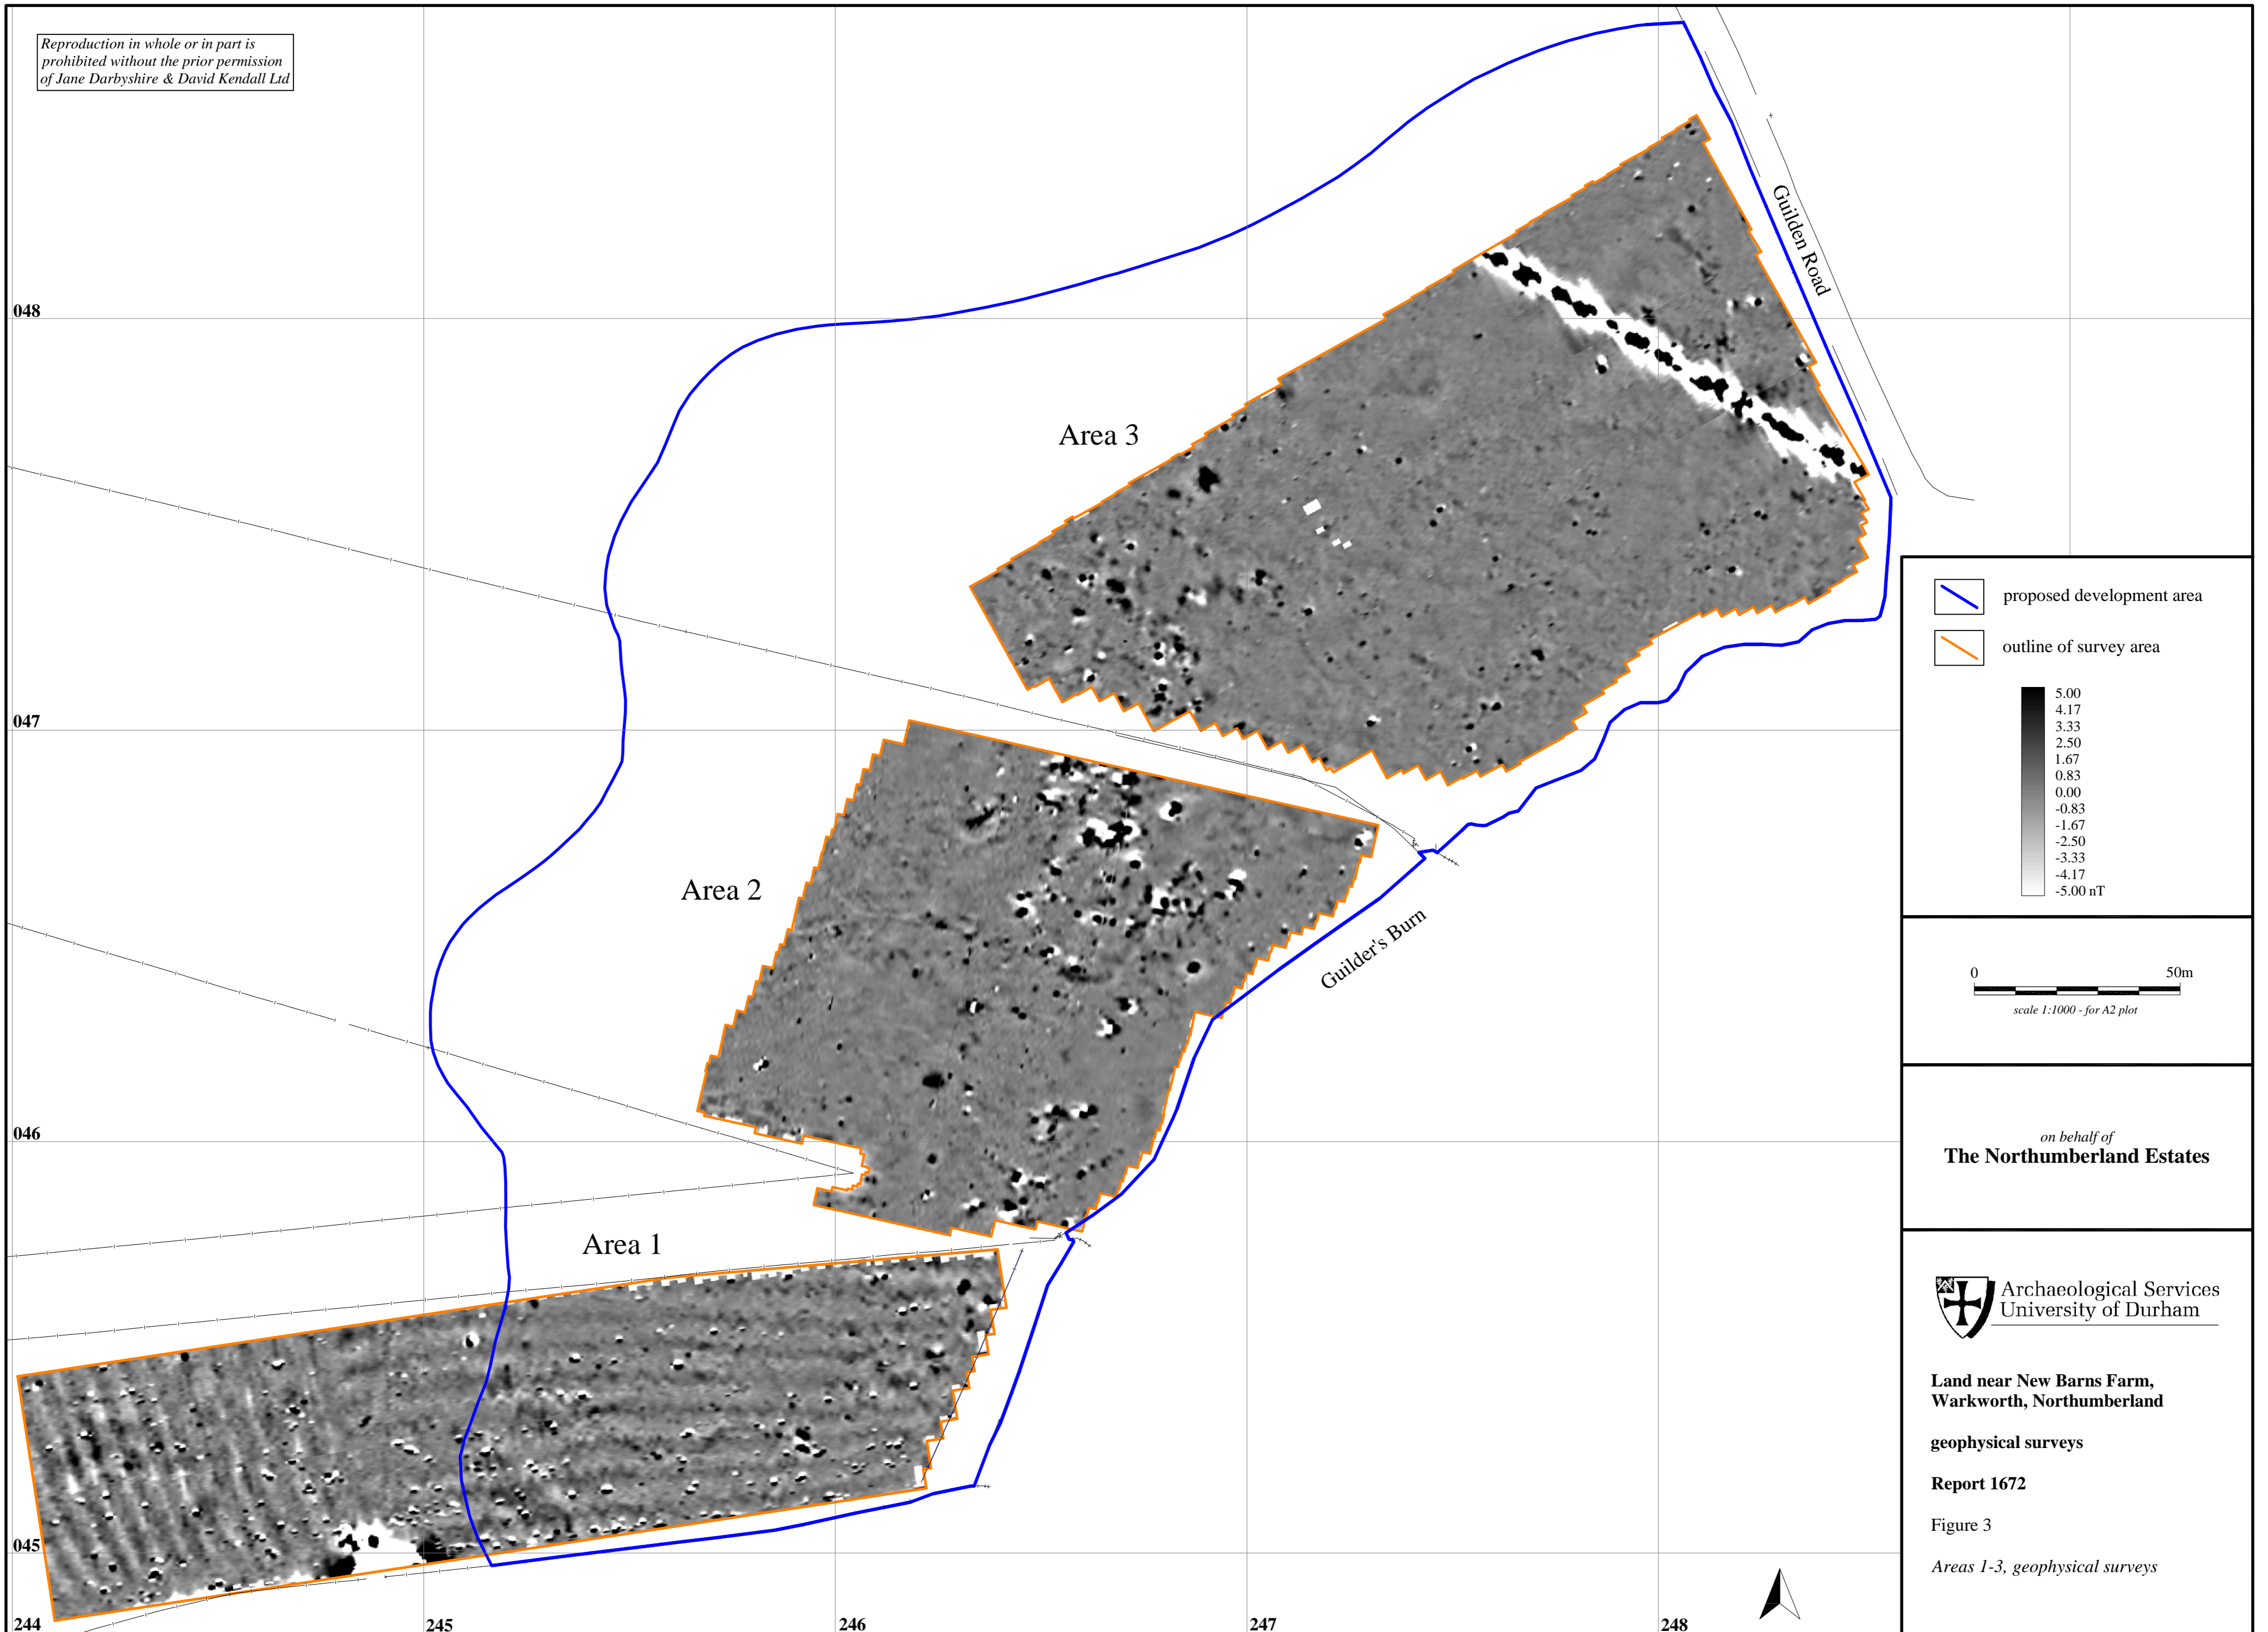 Reproduction in whole or in part is
prohibited without the prior permission
of Jane Darbyshire & David Kendall Ltd
Guilden Road
048
Area 3
047
Area 2
Guilder's Burn
046
Area 1
045
244
245
246
247
248
proposed development area
outline of survey area
5.00
4.17
3.33
2.50
1.67
0.83
0.00
-0.83
-1.67
-2.50
-3.33
-4.17
-5.00 nT
0 50m
scale 1:1000 - for A2 plot
on behalf of
The Northumberland Estates
Archaeological Services
University of Durham
Land near New Barns Farm,
Warkworth, Northumberland
geophysical surveys
Report 1672
Figure 3
Areas 1-3, geophysical surveys